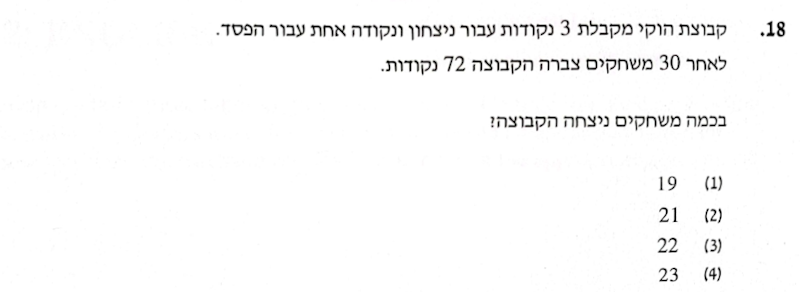 18. קבוצת הוקי מקבלת 3 נקודות עבור ניצחון ונקודה אחת עבור הפסד.
לאחר 30 משחקים צברה הקבוצה 72 נקודות.
בכמה משחקים ניצחה הקבוצה?
(1) 19
(2) 21
(3) 22
(4) 23